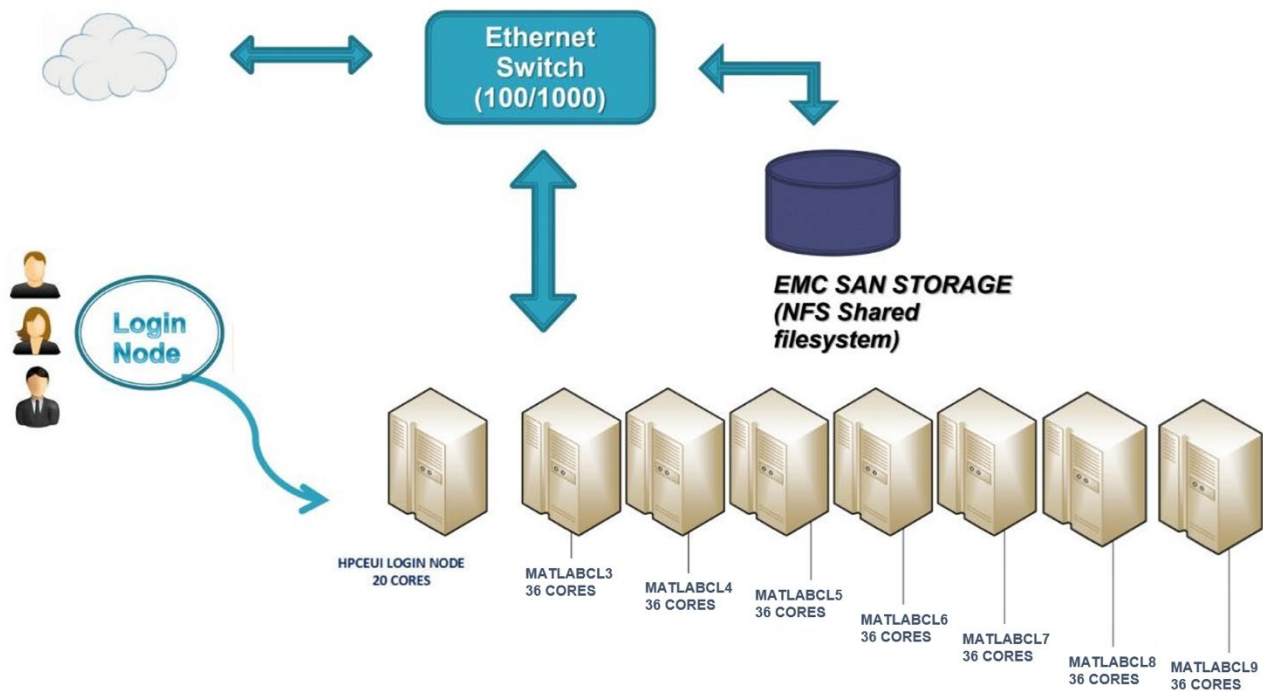 Ethernet
Switch
(100/1000)
EMC SAN STORAGE
(NFS Shared
filesystem)
Login
Node
HPCEUI LOGIN NODE
20 CORES
MATLABCL3
36 CORES
MATLABCL4
36 CORES
MATLABCL5
36 CORES
MATLABCL6
36 CORES
MATLABCL7
36 CORES
MATLABCL8
36 CORES
MATLABCL9
36 CORES